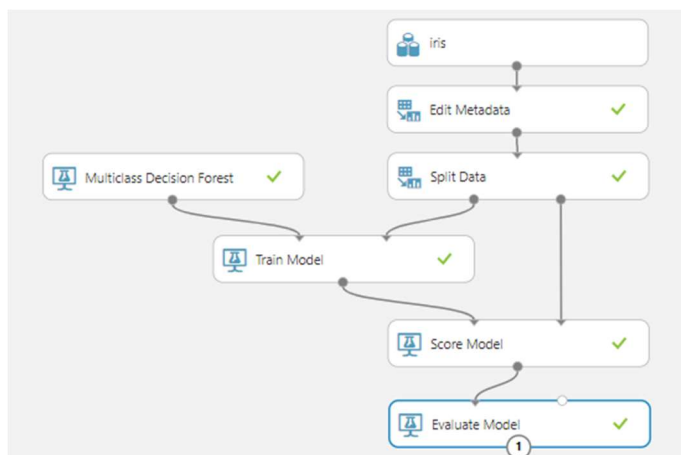 iris
Edit Metadata
Multiclass Decision Forest
Split Data
Train Model
Score Model
Evaluate Model
1